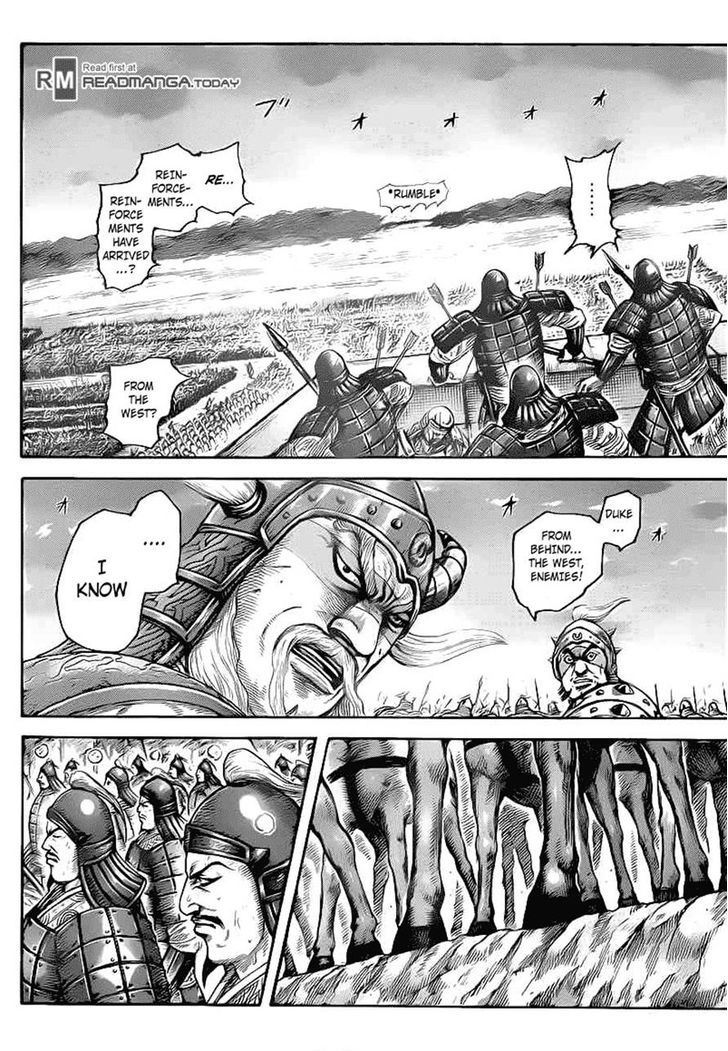 Read first at
RM READMANGA.TODAY
ブ
"RUMBLE"
....
RE...
REIN-
FORCE-
MENTS...
REIN-
FORCE
MENTS
HAVE
ARRIVED
...?
FROM
THE
WEST?
DUKE
...
FROM
BEHIND...
THE WEST,
ENEMIES!
....
I
KNOW